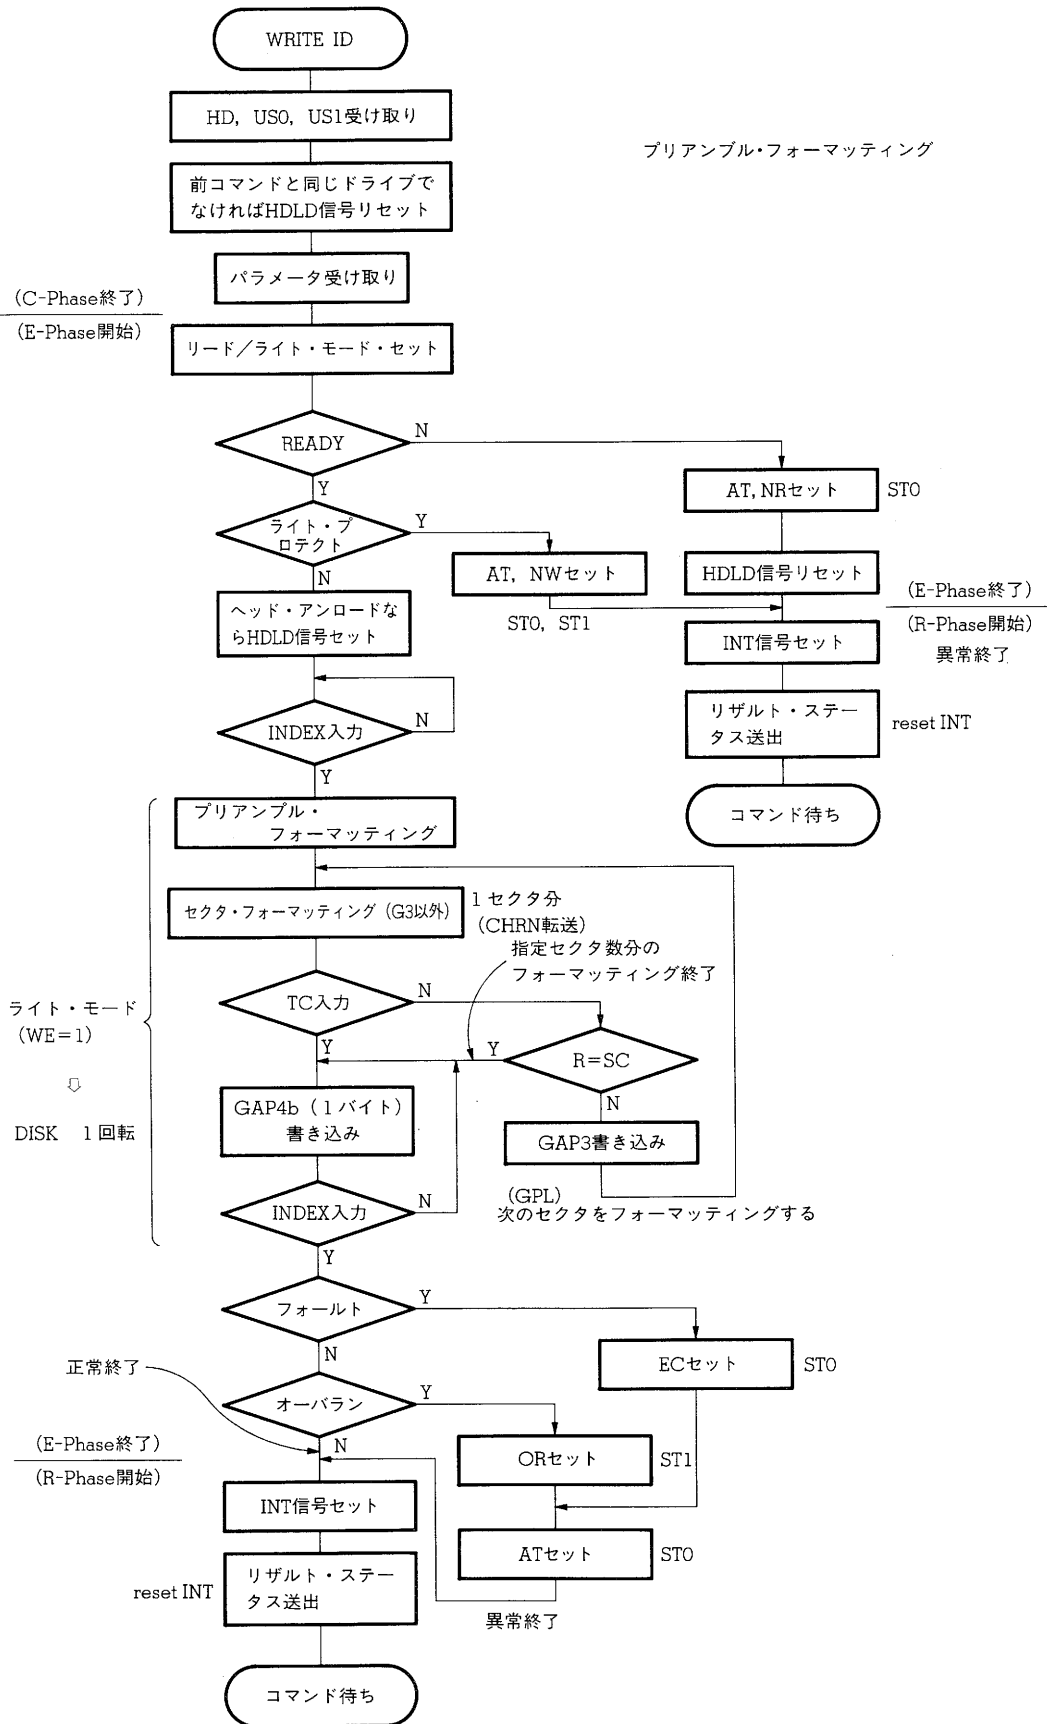 WRITE ID
HD, US0, US1受け取り
プリアンブル・フォーマッティング
前コマンドと同じドライブで
なければHDLD信号リセット
パラメータ受け取り
(C-Phase終了)
(E-Phase開始)
リード/ライト・モード・セット
READY
N
Y
AT, NRセット
ST0
ライト・プ
ロテクト
Y
N
AT, NWセット
ST0, ST1
HDLD信号リセット
(E-Phase終了)
(R-Phase開始)
異常終了
ヘッド・アンロードな
らHDLD信号セット
INT信号セット
INDEX入力
N
Y
リザルト・ステー
タス送出
reset INT
コマンド待ち
プリアンプル・
フォーマッティング
セクタ・フォーマッティング(G3以外)
1セクタ分
(CHRN転送)
指定セクタ数分の
フォーマッティング終了
TC入力
N
Y
ライト・モード
(WE=1)
⇩
DISK 1回転
R=SC
Y
N
GAP4b(1バイト)
書き込み
GAP3書き込み
(GPL)
次のセクタをフォーマッティングする
INDEX入力
N
Y
フォールト
Y
N
ECセット
ST0
正常終了
オーバラン
Y
N
(E-Phase終了)
(R-Phase開始)
ORセット
ST1
INT信号セット
ATセット
ST0
異常終了
reset INT
リザルト・ステー
タス送出
コマンド待ち